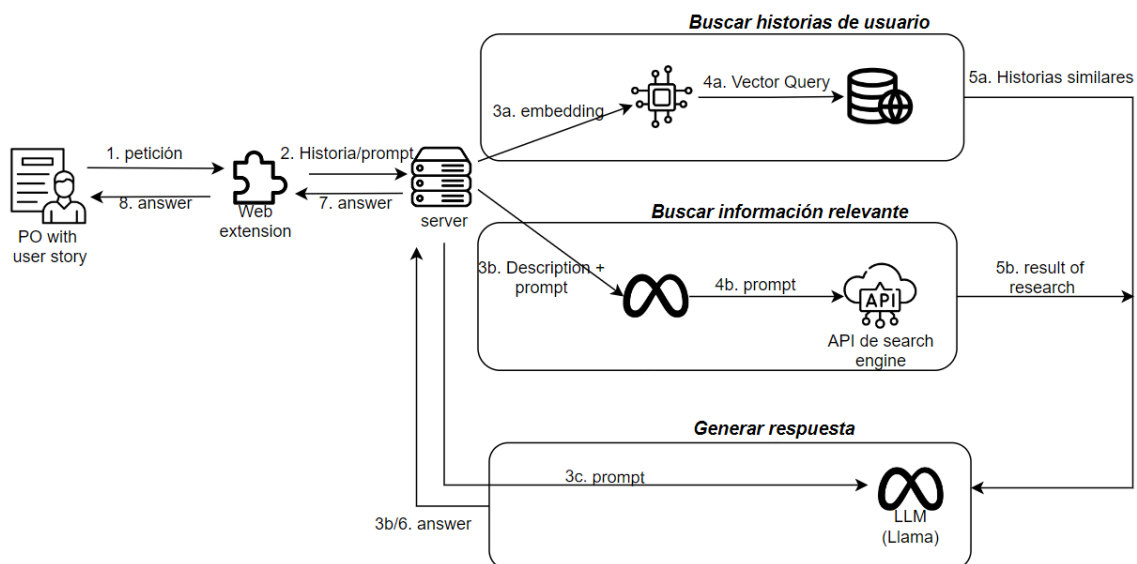 Buscar historias de usuario
4a. Vector Query
5a. Historias similares
3a. embedding
1. petición
2. Historia/prompt
8. answer
7. answer
Web
extension
server
PO with
user story
Buscar información relevante
3b. Description +
prompt
4b. prompt
5b. result of
research
API
API de search
engine
Generar respuesta
3c. prompt
3b/6. answer
LLM
(Llama)